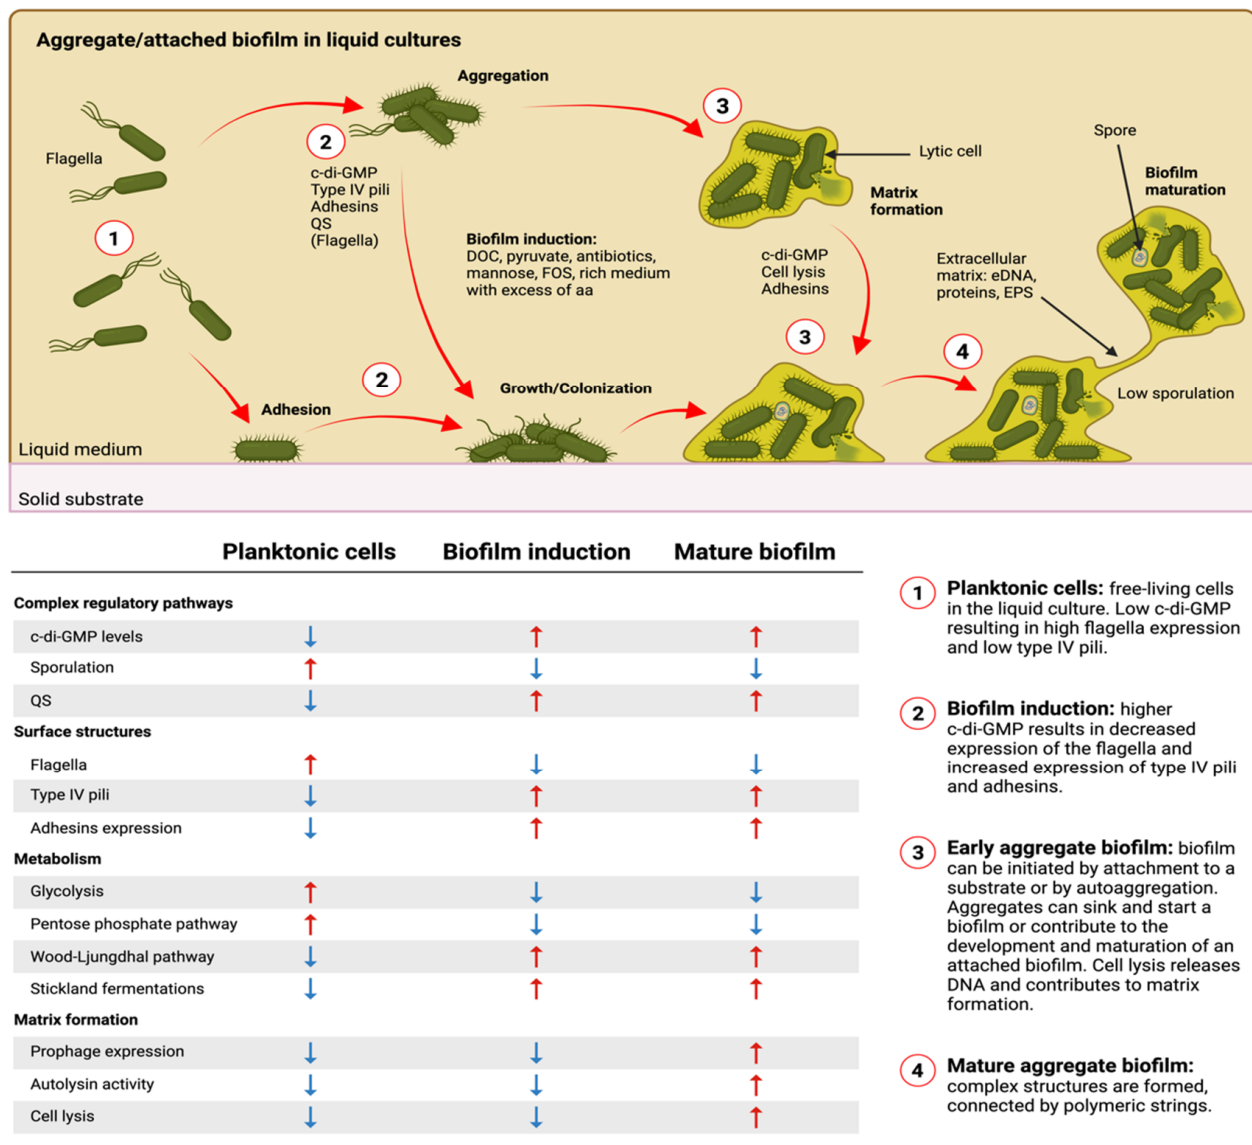 Aggregate/attached biofilm in liquid cultures
Aggregation
Flagella
1
2
c-di-GMP
Type IV pili
Adhesins
QS
(Flagella)
3
Lytic cell
Matrix
formation
Spore
Biofilm
maturation
Biofilm induction:
DOC, pyruvate, antibiotics,
mannose, FOS, rich medium
with excess of aa
c-di-GMP
Cell lysis
Adhesins
Extracellular
matrix: eDNA,
proteins, EPS
3
4
2
Growth/Colonization
Adhesion
Low sporulation
Liquid medium
Solid substrate
Planktonic cells Biofilm induction Mature biofilm
Complex regulatory pathways
c-di-GMP levels ↓ ↑ ↑
Sporulation ↑ ↓ ↓
QS ↓ ↑ ↑
Surface structures
Flagella ↑ ↓ ↓
Type IV pili ↓ ↑ ↑
Adhesins expression ↓ ↑ ↑
Metabolism
Glycolysis ↑ ↓ ↓
Pentose phosphate pathway ↑ ↓ ↓
Wood-Ljungdhal pathway ↓ ↑ ↑
Stickland fermentations ↓ ↑ ↑
Matrix formation
Prophage expression ↓ ↓ ↑
Autolysin activity ↓ ↓ ↑
Cell lysis ↓ ↓ ↑
1 Planktonic cells: free-living cells
in the liquid culture. Low c-di-GMP
resulting in high flagella expression
and low type IV pili.
2 Biofilm induction: higher
c-di-GMP results in decreased
expression of the flagella and
increased expression of type IV pili
and adhesins.
3 Early aggregate biofilm: biofilm
can be initiated by attachment to a
substrate or by autoaggregation.
Aggregates can sink and start a
biofilm or contribute to the
development and maturation of an
attached biofilm. Cell lysis releases
DNA and contributes to matrix
formation.
4 Mature aggregate biofilm:
complex structures are formed,
connected by polymeric strings.